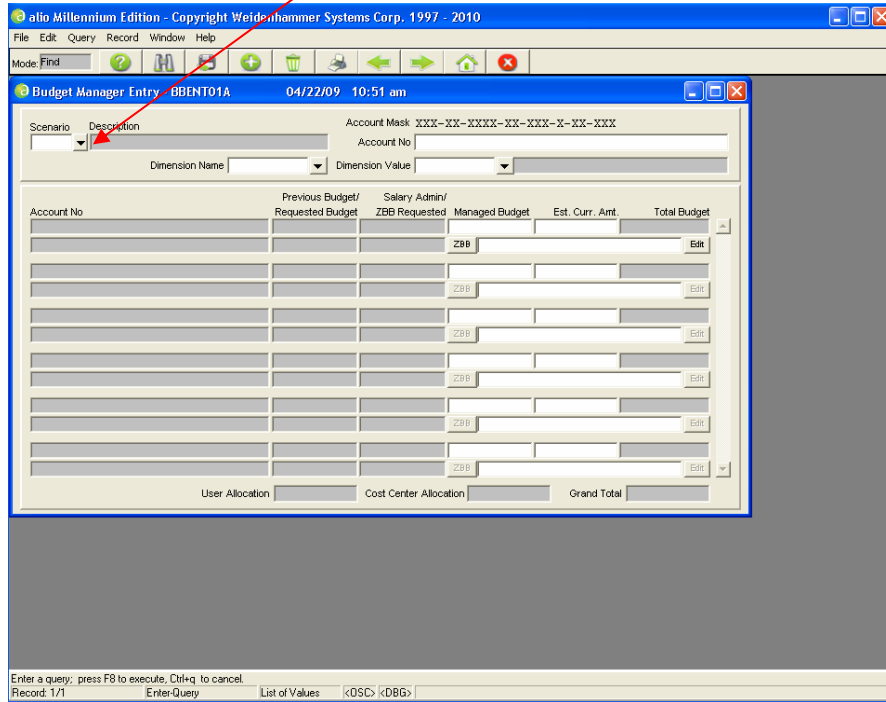 alio Millennium Edition - Copyright Weidenhammer Systems Corp. 1997 - 2010
File Edit Query Record Window Help
Mode: Find
Budget Manager Entry - BBENT01A 04/22/09 10:51 am
Account Mask XXX-XX-XXXX-XX-XXX-X-XX-XXX
Scenario Description
Account No
Dimension Name Dimension Value
Previous Budget/ Salary Admin/
Account No Requested Budget ZBB Requested Managed Budget Est. Curr. Amt. Total Budget
ZBB Edit
ZBB Edit
ZBB Edit
ZBB Edit
ZBB Edit
ZBB Edit
User Allocation Cost Center Allocation Grand Total
Enter a query; press F8 to execute, Ctrl+q to cancel.
Record: 1/1 Enter-Query List of Values <OSC> <DBG>